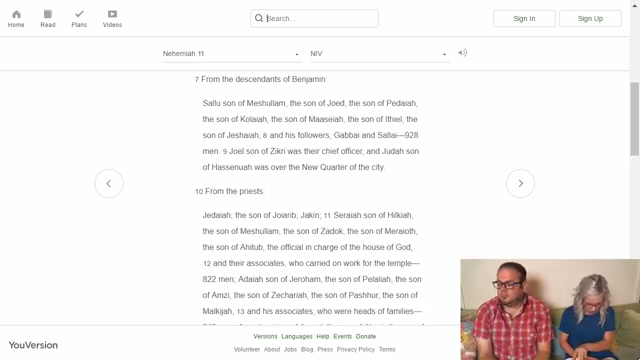 Home Read Plans Videos Search... Sign In Sign Up
Nehemiah 11 NIV
7 From the descendants of Benjamin:
Sallu son of Meshullam, the son of Joed, the son of Pedaiah,
the son of Kolaiah, the son of Maaseiah, the son of Ithiel, the
son of Jeshaiah, 8 and his followers, Gabbai and Sallai—928
men. 9 Joel son of Zikri was their chief officer, and Judah son
of Hassenuah was over the New Quarter of the city.
10 From the priests:
Jedaiah; the son of Joiarib; Jakin; 11 Seraiah son of Hilkiah,
the son of Meshullam, the son of Zadok, the son of Meraioth,
the son of Ahitub, the official in charge of the house of God,
12 and their associates, who carried on work for the temple—
822 men; Adaiah son of Jeroham, the son of Pelaliah, the son
of Amzi, the son of Zechariah, the son of Pashhur, the son of
Malkijah, 13 and his associates, who were heads of families—
YouVersion
Versions Languages Help Events Donate
Volunteer About Jobs Blog Press Privacy Policy Terms